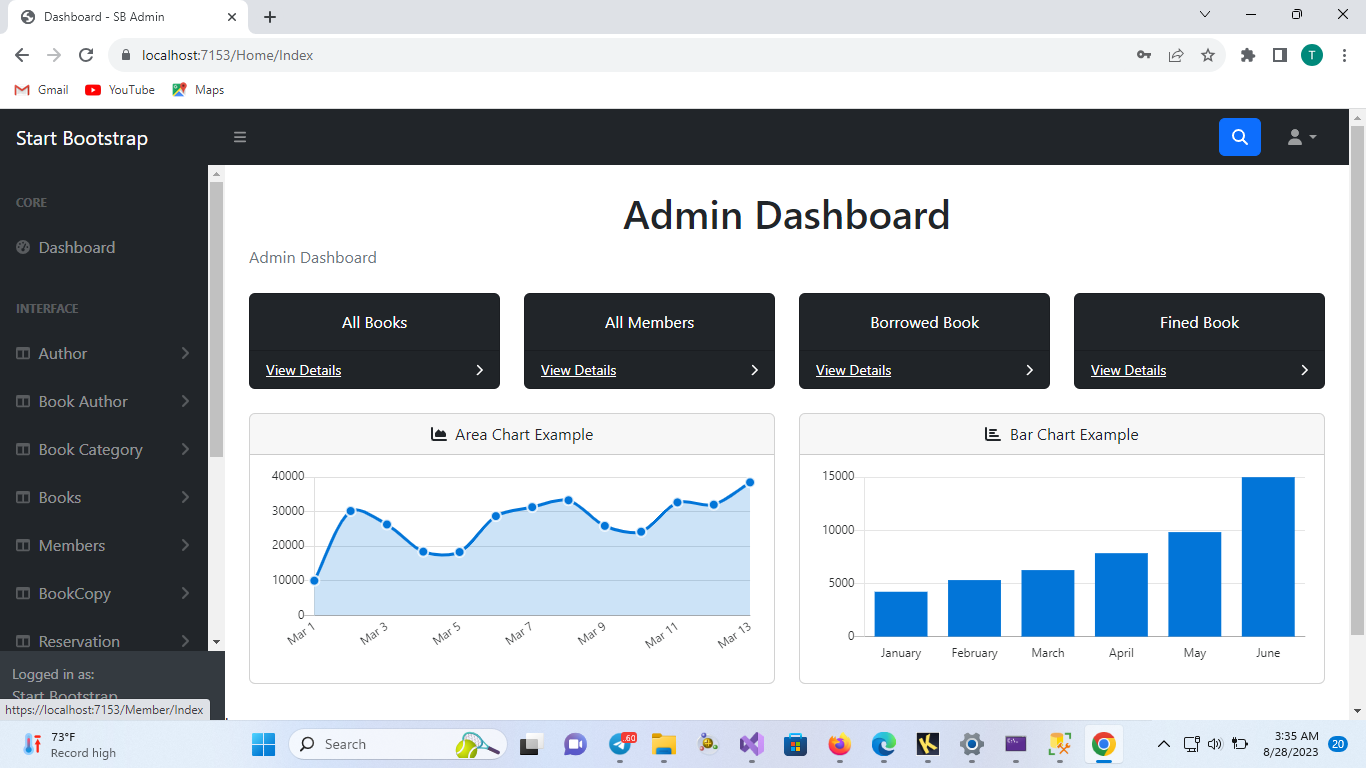 Dashboard - SB Admin
localhost:7153/Home/Index
T
Gmail
YouTube
Maps
Start Bootstrap
CORE
Dashboard
INTERFACE
Author
Book Author
Book Category
Books
Members
BookCopy
Reservation
Logged in as:
Start Bootstrap
https://localhost:7153/Member/Index
Admin Dashboard
Admin Dashboard
All Books
View Details
All Members
View Details
Borrowed Book
View Details
Fined Book
View Details
Area Chart Example
40000
30000
20000
10000
0
Mar 1
Mar 3
Mar 5
Mar 7
Mar 9
Mar 11
Mar 13
Bar Chart Example
15000
10000
5000
0
January
February
March
April
May
June
73°F
Record high
Search
.60
K
3:35 AM
8/28/2023
20